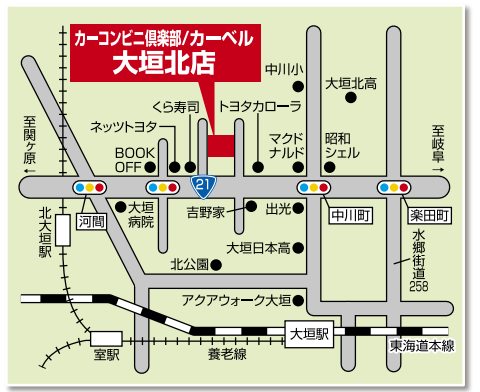 カーコンビニ倶楽部/カーベル
大垣北店
中川小
大垣北高
くら寿司
トヨタカローラ
ネッツトヨタ
至関ヶ原
←
BOOK
OFF
マクド
ナルド
昭和
シェル
至岐阜
→
21
河間
大垣
病院
吉野家
出光
中川町
楽田町
北大垣駅
大垣日本高
水郷街道
258
北公園
アクアウォーク大垣
室駅
養老線
大垣駅
東海道本線